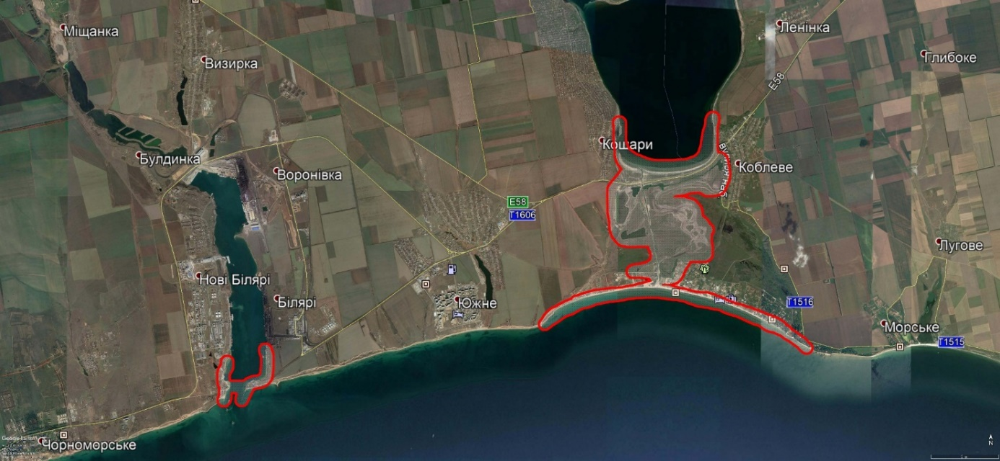 Міщанка
Ленінка
Визирка
Глибоке
E58
Кошари
Булдинка
Коблеве
Воронівка
E58
T1606
Лугове
Нові Білярі
Білярі
Южне
T1516
Морське
T1515
Чорноморське
N